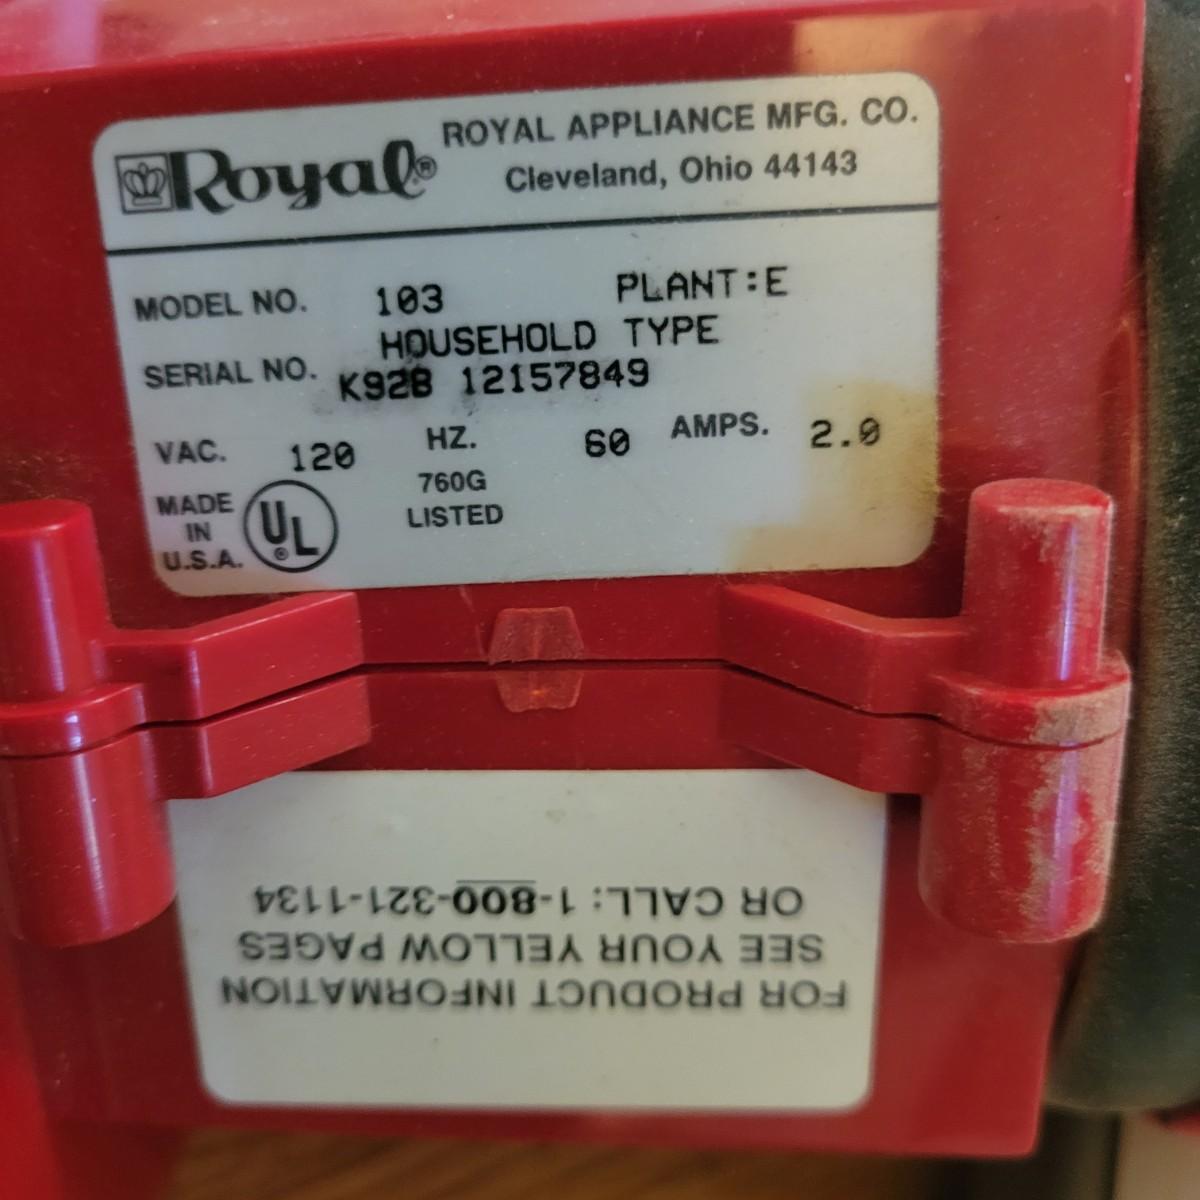 Royal® ROYAL APPLIANCE MFG. CO.
Cleveland, Ohio 44143
MODEL NO. 103 PLANT:E
HOUSEHOLD TYPE
SERIAL NO. K92B 12157849
VAC. 120 HZ. 60 AMPS. 2.0
MADE IN U.S.A.
UL®
760G
LISTED
FOR PRODUCT INFORMATION
SEE YOUR YELLOW PAGES
OR CALL: 1-800-321-1134